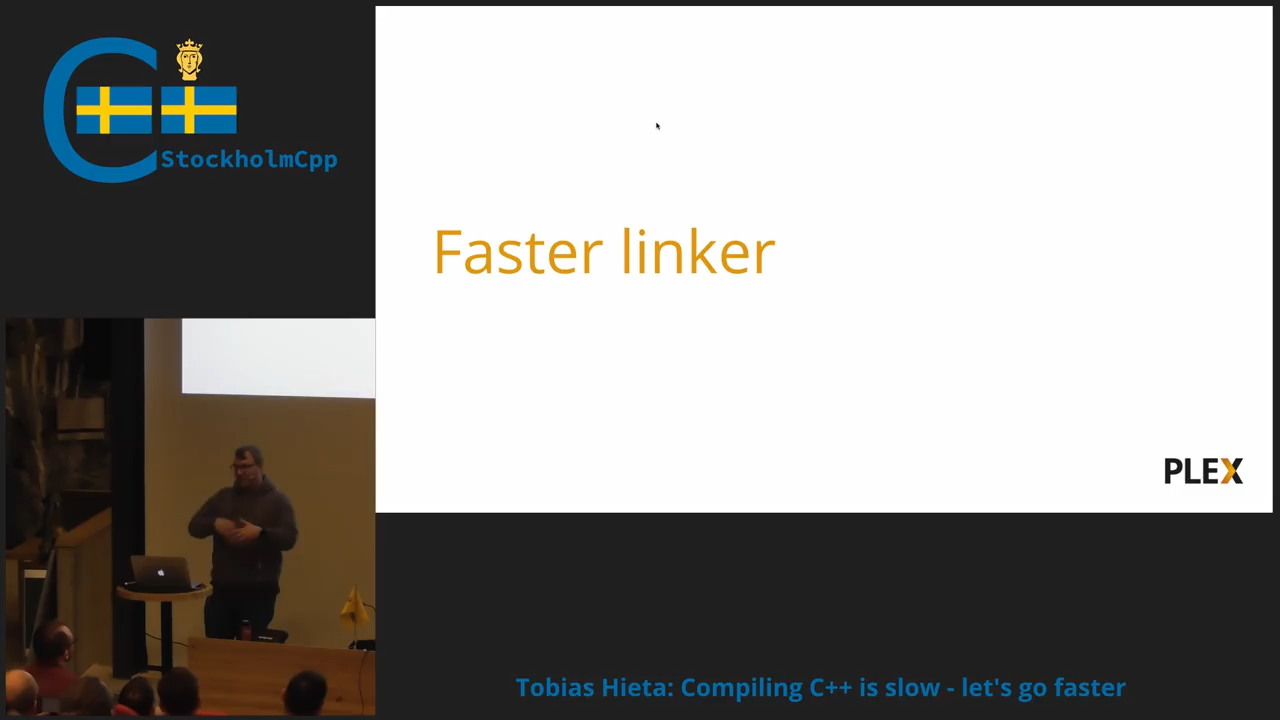 StockholmCpp
Faster linker
PLEX
Tobias Hieta: Compiling C++ is slow - let's go faster